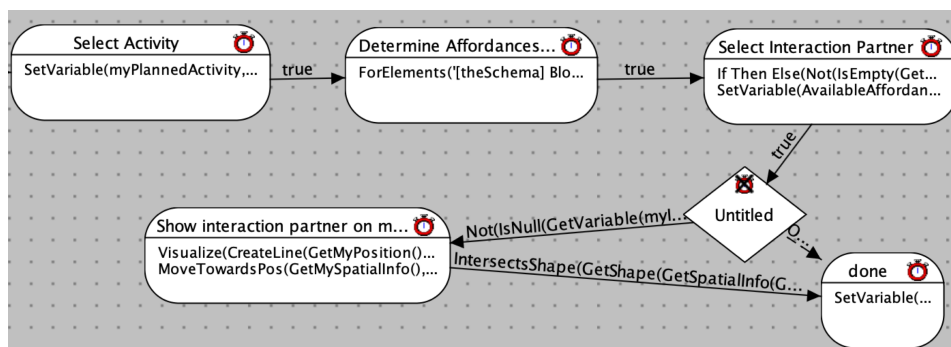 Select Activity
SetVariable(myPlannedActivity,...
true
Determine Affordances...
ForElements('[theSchema] Blo...
true
Select Interaction Partner
If Then Else(Not(IsEmpty(Get...
SetVariable(AvailableAffordan...
true
Untitled
Not(IsNull(GetVariable(myI...
O...
Show interaction partner on m...
Visualize(CreateLine(GetMyPosition()...
MoveTowardsPos(GetMySpatialInfo(),...
IntersectsShape(GetShape(GetSpatialInfo(G...
done
SetVariable(...